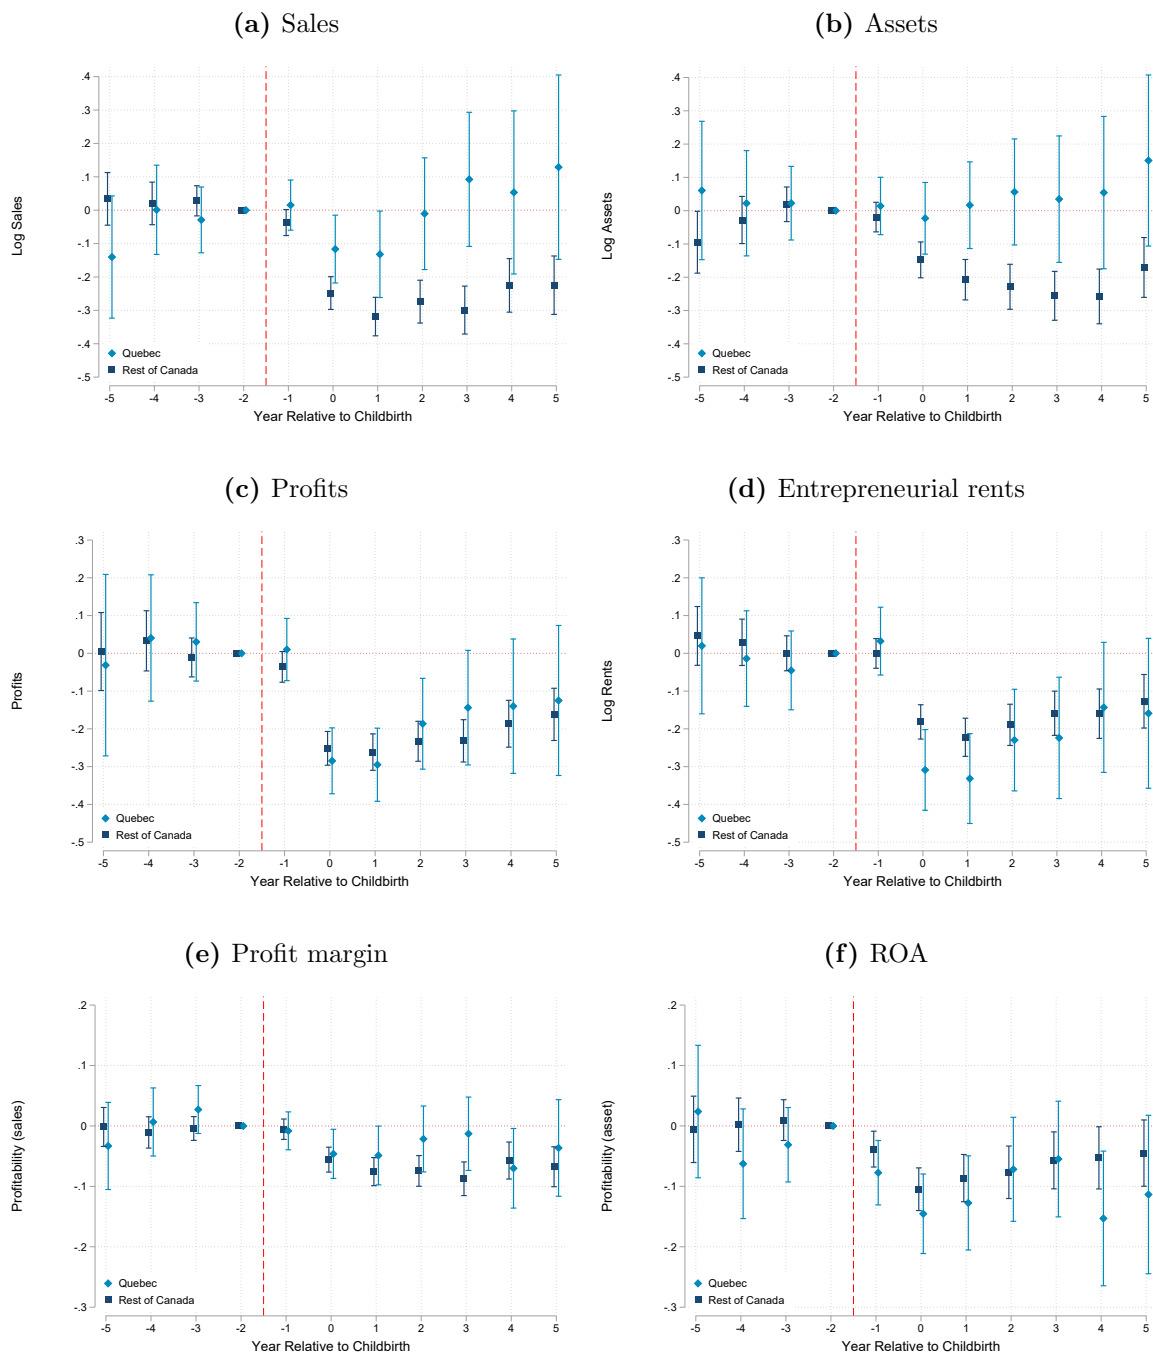 (a) Sales
.4
.3
.2
.1
0
-.1
-.2
-.3
-.4
-.5
Log Sales
Quebec
Rest of Canada
-5 -4 -3 -2 -1 0 1 2 3 4 5
Year Relative to Childbirth
(b) Assets
.4
.3
.2
.1
0
-.1
-.2
-.3
-.4
-.5
Log Assets
Quebec
Rest of Canada
-5 -4 -3 -2 -1 0 1 2 3 4 5
Year Relative to Childbirth
(c) Profits
.3
.2
.1
0
-.1
-.2
-.3
-.4
-.5
Profits
Quebec
Rest of Canada
-5 -4 -3 -2 -1 0 1 2 3 4 5
Year Relative to Childbirth
(d) Entrepreneurial rents
.3
.2
.1
0
-.1
-.2
-.3
-.4
-.5
Log Rents
Quebec
Rest of Canada
-5 -4 -3 -2 -1 0 1 2 3 4 5
Year Relative to Childbirth
(e) Profit margin
.2
.1
0
-.1
-.2
-.3
Profitability (sales)
Quebec
Rest of Canada
-5 -4 -3 -2 -1 0 1 2 3 4 5
Year Relative to Childbirth
(f) ROA
.2
.1
0
-.1
-.2
-.3
Profitability (asset)
Quebec
Rest of Canada
-5 -4 -3 -2 -1 0 1 2 3 4 5
Year Relative to Childbirth